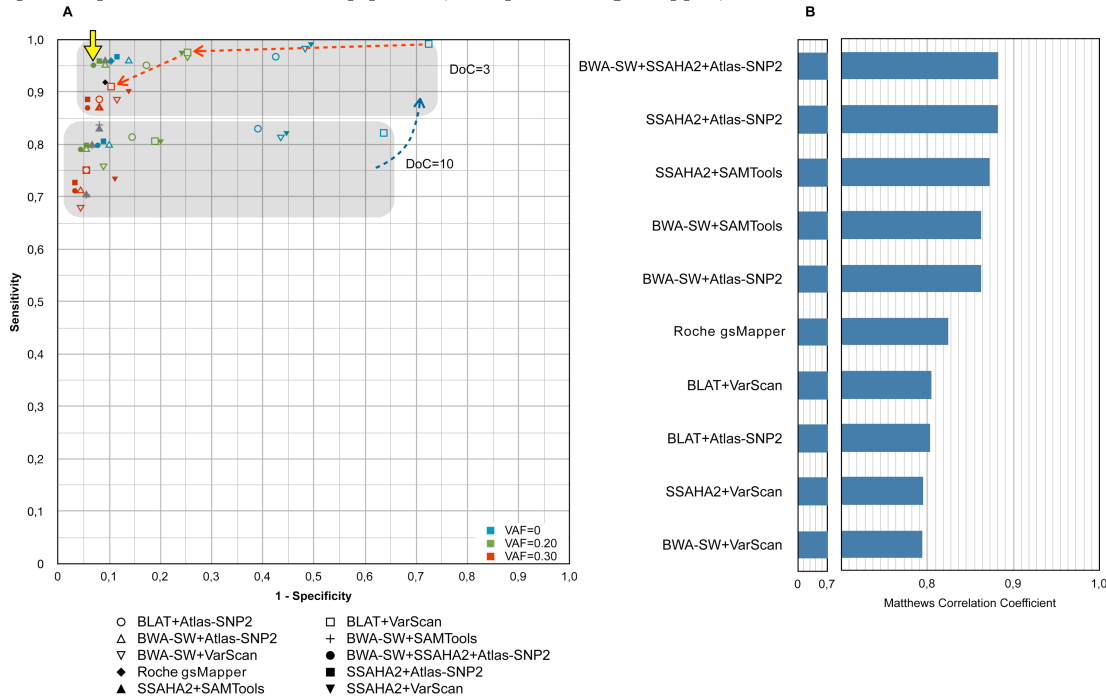 A
B
1,0
0,9
0,8
0,7
0,6
0,5
0,4
0,3
0,2
0,1
0
Sensitivity
DoC=3
DoC=10
VAF=0
VAF=0.20
VAF=0.30
0 0,1 0,2 0,3 0,4 0,5 0,6 0,7 0,8 0,9 1,0
1 - Specificity
BLAT+Atlas-SNP2
BWA-SW+Atlas-SNP2
BWA-SW+VarScan
Roche gsMapper
SSAHA2+SAMTools
BLAT+VarScan
BWA-SW+SAMTools
BWA-SW+SSAHA2+Atlas-SNP2
SSAHA2+Atlas-SNP2
SSAHA2+VarScan
BWA-SW+SSAHA2+Atlas-SNP2
SSAHA2+Atlas-SNP2
SSAHA2+SAMTools
BWA-SW+SAMTools
BWA-SW+Atlas-SNP2
Roche gsMapper
BLAT+VarScan
BLAT+Atlas-SNP2
SSAHA2+VarScan
BWA-SW+VarScan
0 0,7 0,8 0,9 1,0
Matthews Correlation Coefficient